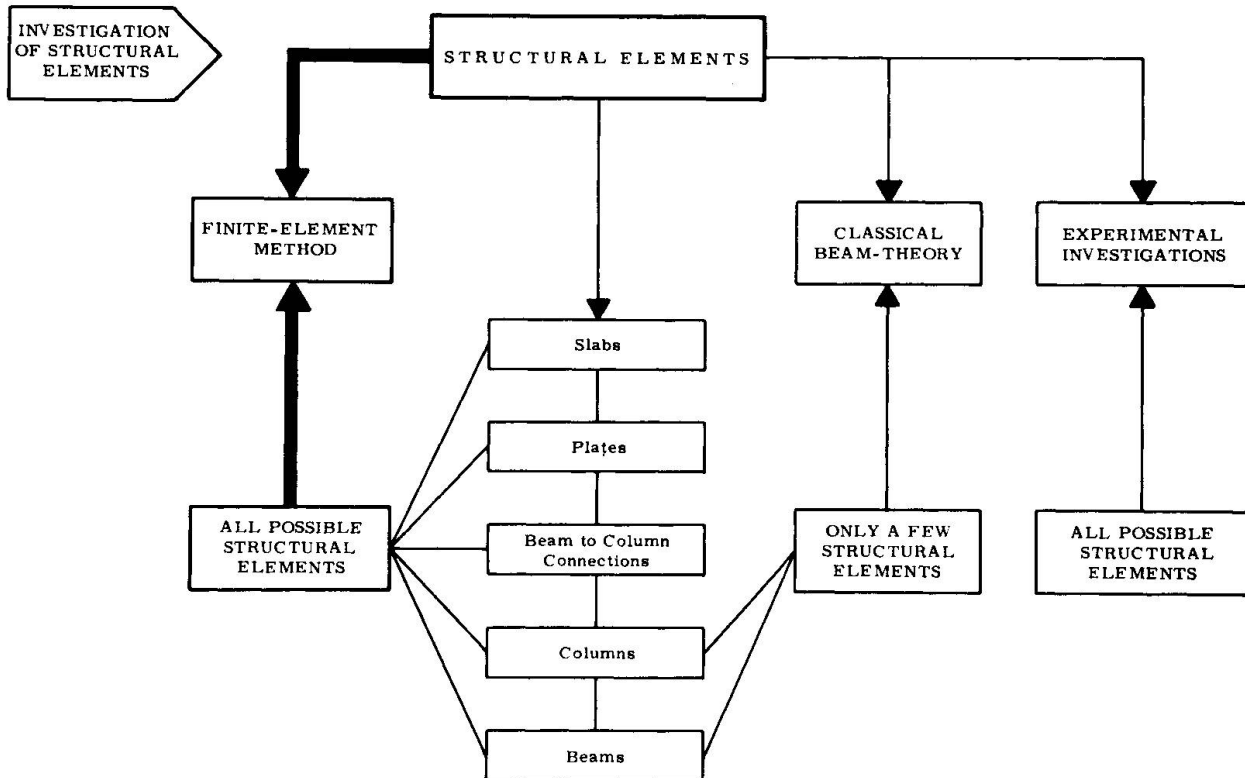 INVESTIGATION
OF STRUCTURAL
ELEMENTS
STRUCTURAL ELEMENTS
FINITE-ELEMENT
METHOD
CLASSICAL
BEAM-THEORY
EXPERIMENTAL
INVESTIGATIONS
Slabs
Plates
ALL POSSIBLE
STRUCTURAL
ELEMENTS
Beam to Column
Connections
ONLY A FEW
STRUCTURAL
ELEMENTS
ALL POSSIBLE
STRUCTURAL
ELEMENTS
Columns
Beams